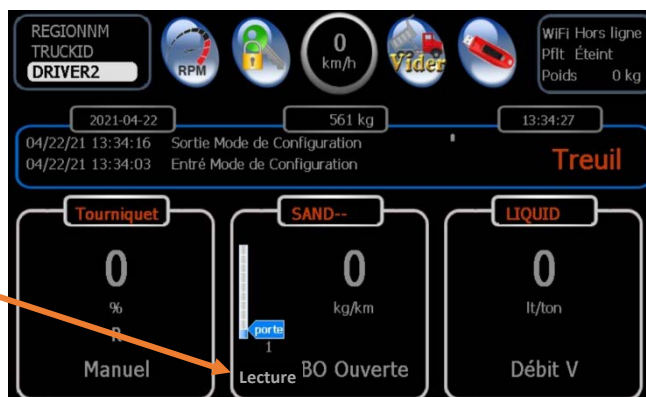 REGIONNM
TRUCKID
DRIVER2
RPM
0
km/h
Vider
WiFi Hors ligne
Pflt Éteint
Poids 0 kg
2021-04-22
561 kg
13:34:27
04/22/21 13:34:16 Sortie Mode de Configuration
04/22/21 13:34:03 Entré Mode de Configuration
Treuil
Tourniquet
0
%
R
Manuel
SAND--
0
kg/km
porte
1
Lecture BO Ouverte
LIQUID
0
lt/ton
Débit V